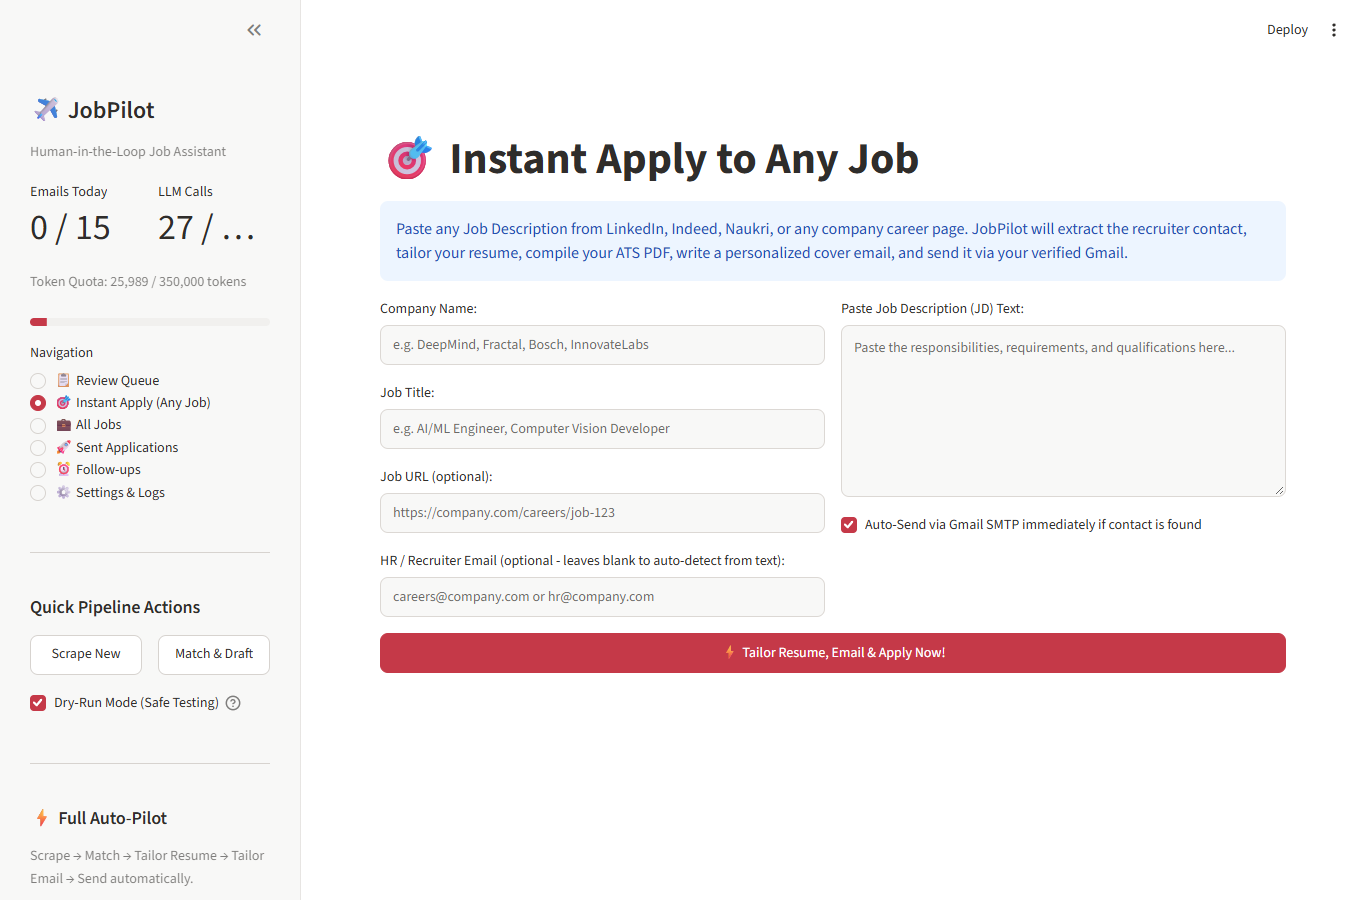 Deploy
JobPilot
Human-in-the-Loop Job Assistant
Emails Today
0 / 15
LLM Calls
27 / ...
Token Quota: 25,989 / 350,000 tokens
Navigation
Review Queue
Instant Apply (Any Job)
All Jobs
Sent Applications
Follow-ups
Settings & Logs
Quick Pipeline Actions
Scrape New
Match & Draft
Dry-Run Mode (Safe Testing)
Full Auto-Pilot
Scrape → Match → Tailor Resume → Tailor
Email → Send automatically.
Instant Apply to Any Job
Paste any Job Description from LinkedIn, Indeed, Naukri, or any company career page. JobPilot will extract the recruiter contact,
tailor your resume, compile your ATS PDF, write a personalized cover email, and send it via your verified Gmail.
Company Name:
e.g. DeepMind, Fractal, Bosch, InnovateLabs
Job Title:
e.g. AI/ML Engineer, Computer Vision Developer
Job URL (optional):
https://company.com/careers/job-123
HR / Recruiter Email (optional - leaves blank to auto-detect from text):
careers@company.com or hr@company.com
Paste Job Description (JD) Text:
Paste the responsibilities, requirements, and qualifications here...
Auto-Send via Gmail SMTP immediately if contact is found
Tailor Resume, Email & Apply Now!